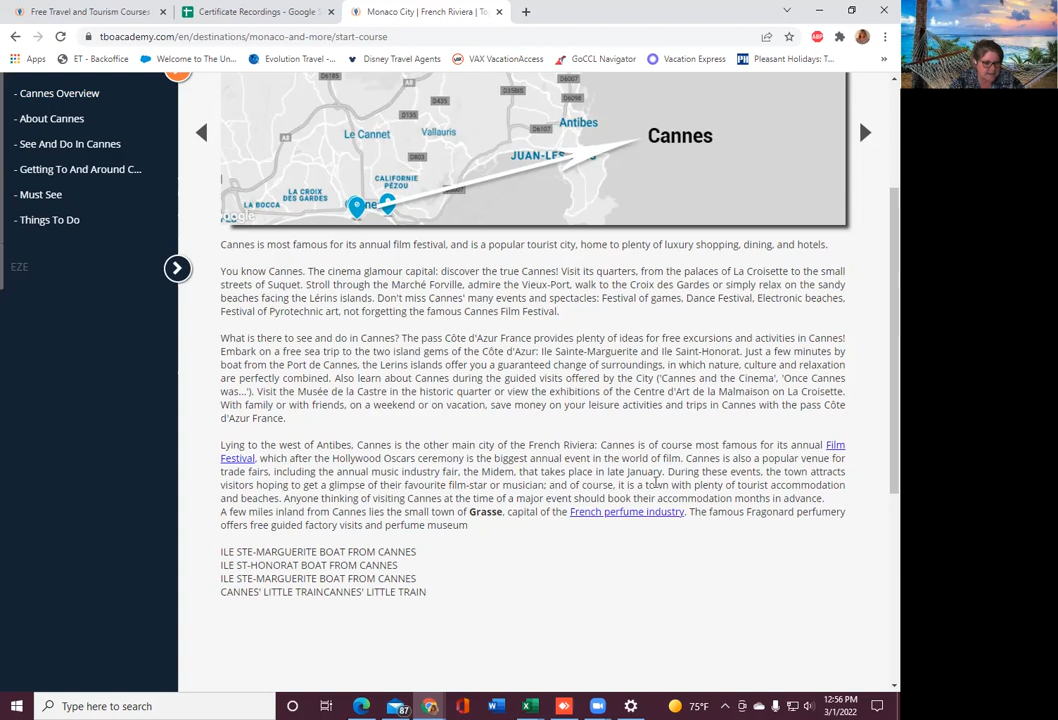 Free Travel and Tourism Courses
Certificate Recordings - Google S
Monaco City | French Riviera | To
tboacademy.com/en/destinations/monaco-and-more/start-course
Apps
ET - Backoffice
Welcome to The Un...
Evolution Travel -...
Disney Travel Agents
VAX VacationAccess
GoCCL Navigator
Vacation Express
Pleasant Holidays: T...
- Cannes Overview
- About Cannes
- See And Do In Cannes
- Getting To And Around C...
- Must See
- Things To Do
EZE
D6185
D435
D35BIS
D6007
D6098
A8
D135
Le Cannet
Vallauris
D6107
Antibes
A8
D803
JUAN-LES-
Cannes
CALIFORNIE
PÉZOU
LA CROIX
DES GARDES
LA BOCCA
Cannes is most famous for its annual film festival, and is a popular tourist city, home to plenty of luxury shopping, dining, and hotels.
You know Cannes. The cinema glamour capital: discover the true Cannes! Visit its quarters, from the palaces of La Croisette to the small
streets of Suquet. Stroll through the Marché Forville, admire the Vieux-Port, walk to the Croix des Gardes or simply relax on the sandy
beaches facing the Lérins islands. Don't miss Cannes' many events and spectacles: Festival of games, Dance Festival, Electronic beaches,
Festival of Pyrotechnic art, not forgetting the famous Cannes Film Festival.
What is there to see and do in Cannes? The pass Côte d'Azur France provides plenty of ideas for free excursions and activities in Cannes!
Embark on a free sea trip to the two island gems of the Côte d'Azur: Ile Sainte-Marguerite and Ile Saint-Honorat. Just a few minutes by
boat from the Port de Cannes, the Lerins islands offer you a guaranteed change of surroundings, in which nature, culture and relaxation
are perfectly combined. Also learn about Cannes during the guided visits offered by the City ('Cannes and the Cinema', 'Once Cannes
was...'). Visit the Musée de la Castre in the historic quarter or view the exhibitions of the Centre d'Art de la Malmaison on La Croisette.
With family or with friends, on a weekend or on vacation, save money on your leisure activities and trips in Cannes with the pass Côte
d'Azur France.
Lying to the west of Antibes, Cannes is the other main city of the French Riviera: Cannes is of course most famous for its annual Film
Festival, which after the Hollywood Oscars ceremony is the biggest annual event in the world of film. Cannes is also a popular venue for
trade fairs, including the annual music industry fair, the Midem, that takes place in late January. During these events, the town attracts
visitors hoping to get a glimpse of their favourite film-star or musician; and of course, it is a town with plenty of tourist accommodation
and beaches. Anyone thinking of visiting Cannes at the time of a major event should book their accommodation months in advance.
A few miles inland from Cannes lies the small town of Grasse, capital of the French perfume industry. The famous Fragonard perfumery
offers free guided factory visits and perfume museum
ILE STE-MARGUERITE BOAT FROM CANNES
ILE ST-HONORAT BOAT FROM CANNES
ILE STE-MARGUERITE BOAT FROM CANNES
CANNES' LITTLE TRAINCANNES' LITTLE TRAIN
Type here to search
87
75°F
12:56 PM
3/1/2022